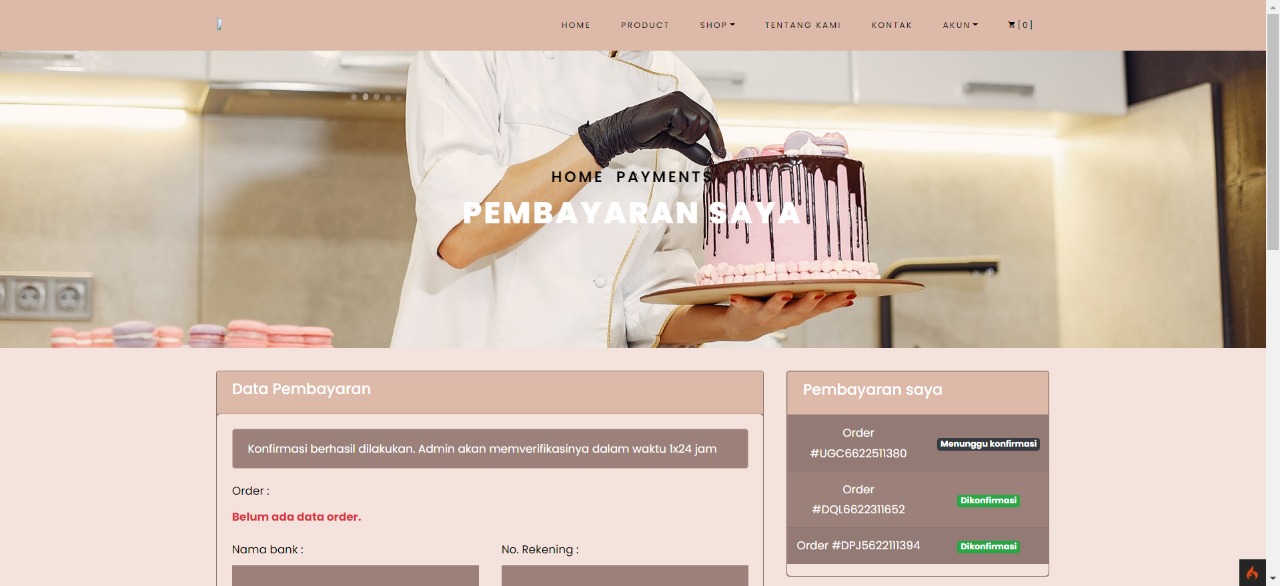 HOME PRODUCT SHOP TENTANG KAMI KONTAK AKUN [0]
HOME PAYMENTS
PEMBAYARAN SAYA
Data Pembayaran
Konfirmasi berhasil dilakukan. Admin akan memverifikasinya dalam waktu 1x24 jam
Order :
Belum ada data order.
Nama bank :
No. Rekening :
Pembayaran saya
Order
#UGC6622511380
Menunggu konfirmasi
Order
#DQL6622311652
Dikonfirmasi
Order #DPJ5622111394
Dikonfirmasi